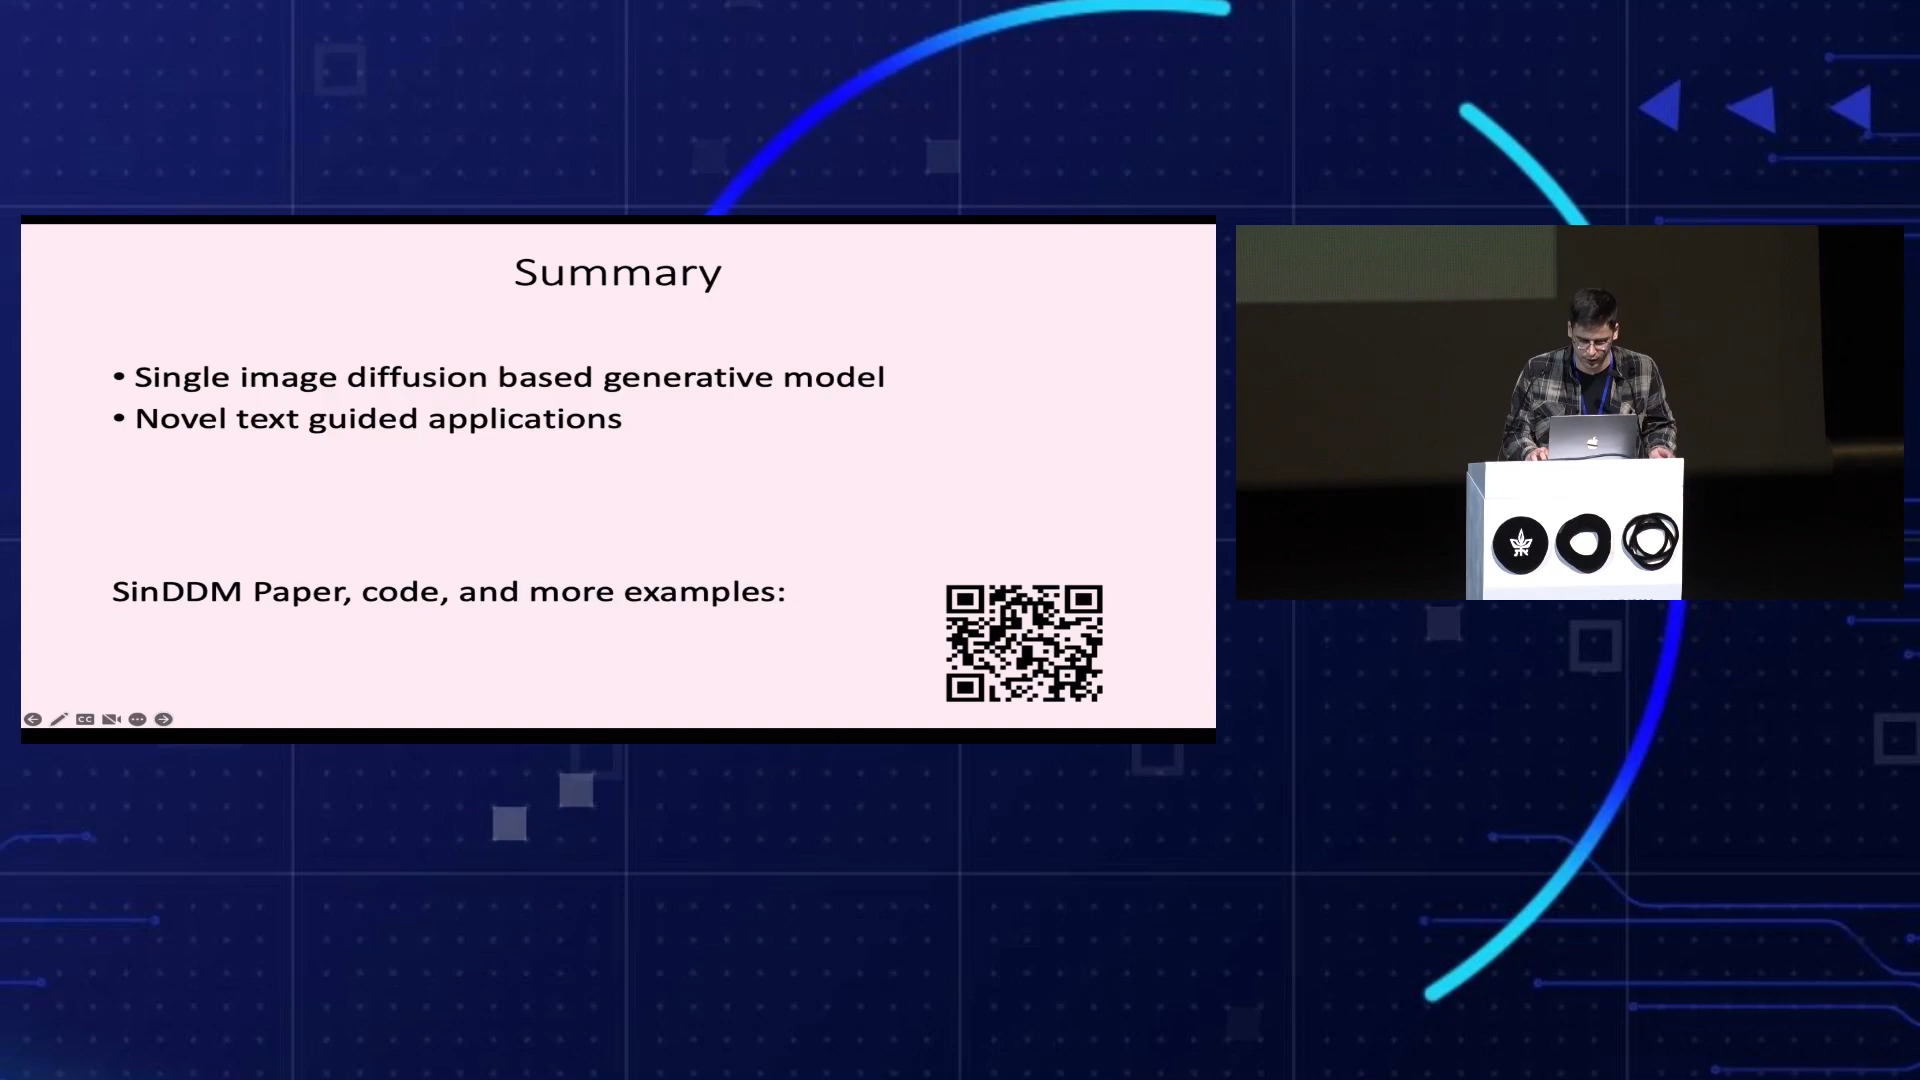 Summary
• Single image diffusion based generative model
• Novel text guided applications
SinDDM Paper, code, and more examples: